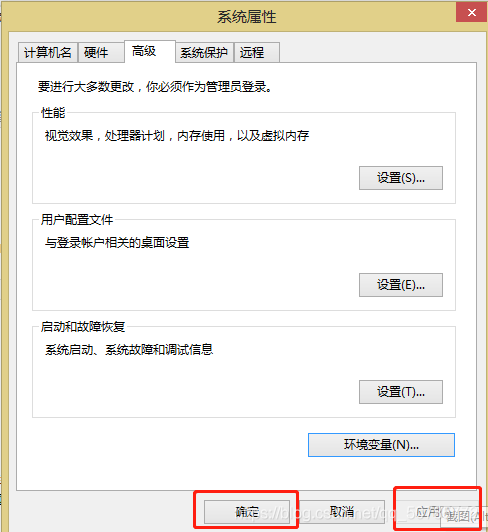 系统属性
计算机名 硬件 高级 系统保护 远程
要进行大多数更改，你必须作为管理员登录。
性能
视觉效果，处理器计划，内存使用，以及虚拟内存
设置(S)...
用户配置文件
与登录帐户相关的桌面设置
设置(E)...
启动和故障恢复
系统启动、系统故障和调试信息
设置(T)...
环境变量(N)...
确定 取消 应用
截图(Alt